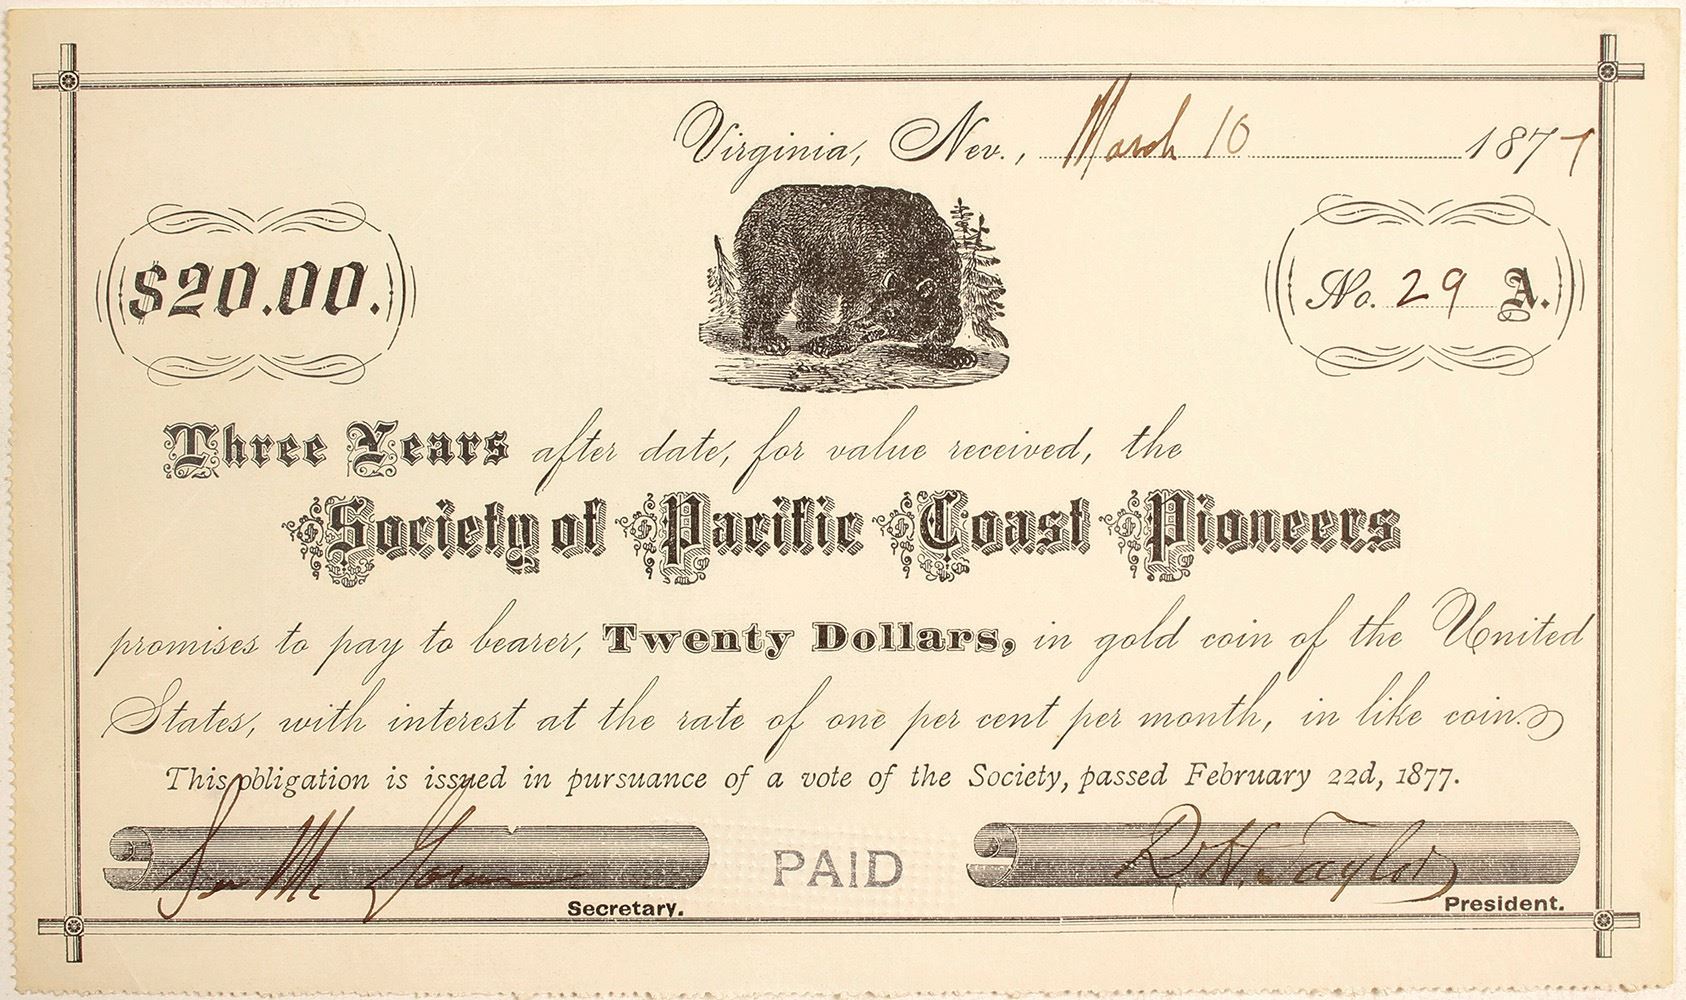 Virginia, Nev., March 10 1877
$20.00.
No. 29 A.
Three Years after date, for value received, the
Society of Pacific Coast Pioneers
promises to pay to bearer, Twenty Dollars, in gold coin of the United
States, with interest at the rate of one per cent per month, in like coin.
This obligation is issued in pursuance of a vote of the Society, passed February 22d, 1877.
PAID
R. H. Taylor
Secretary.
President.